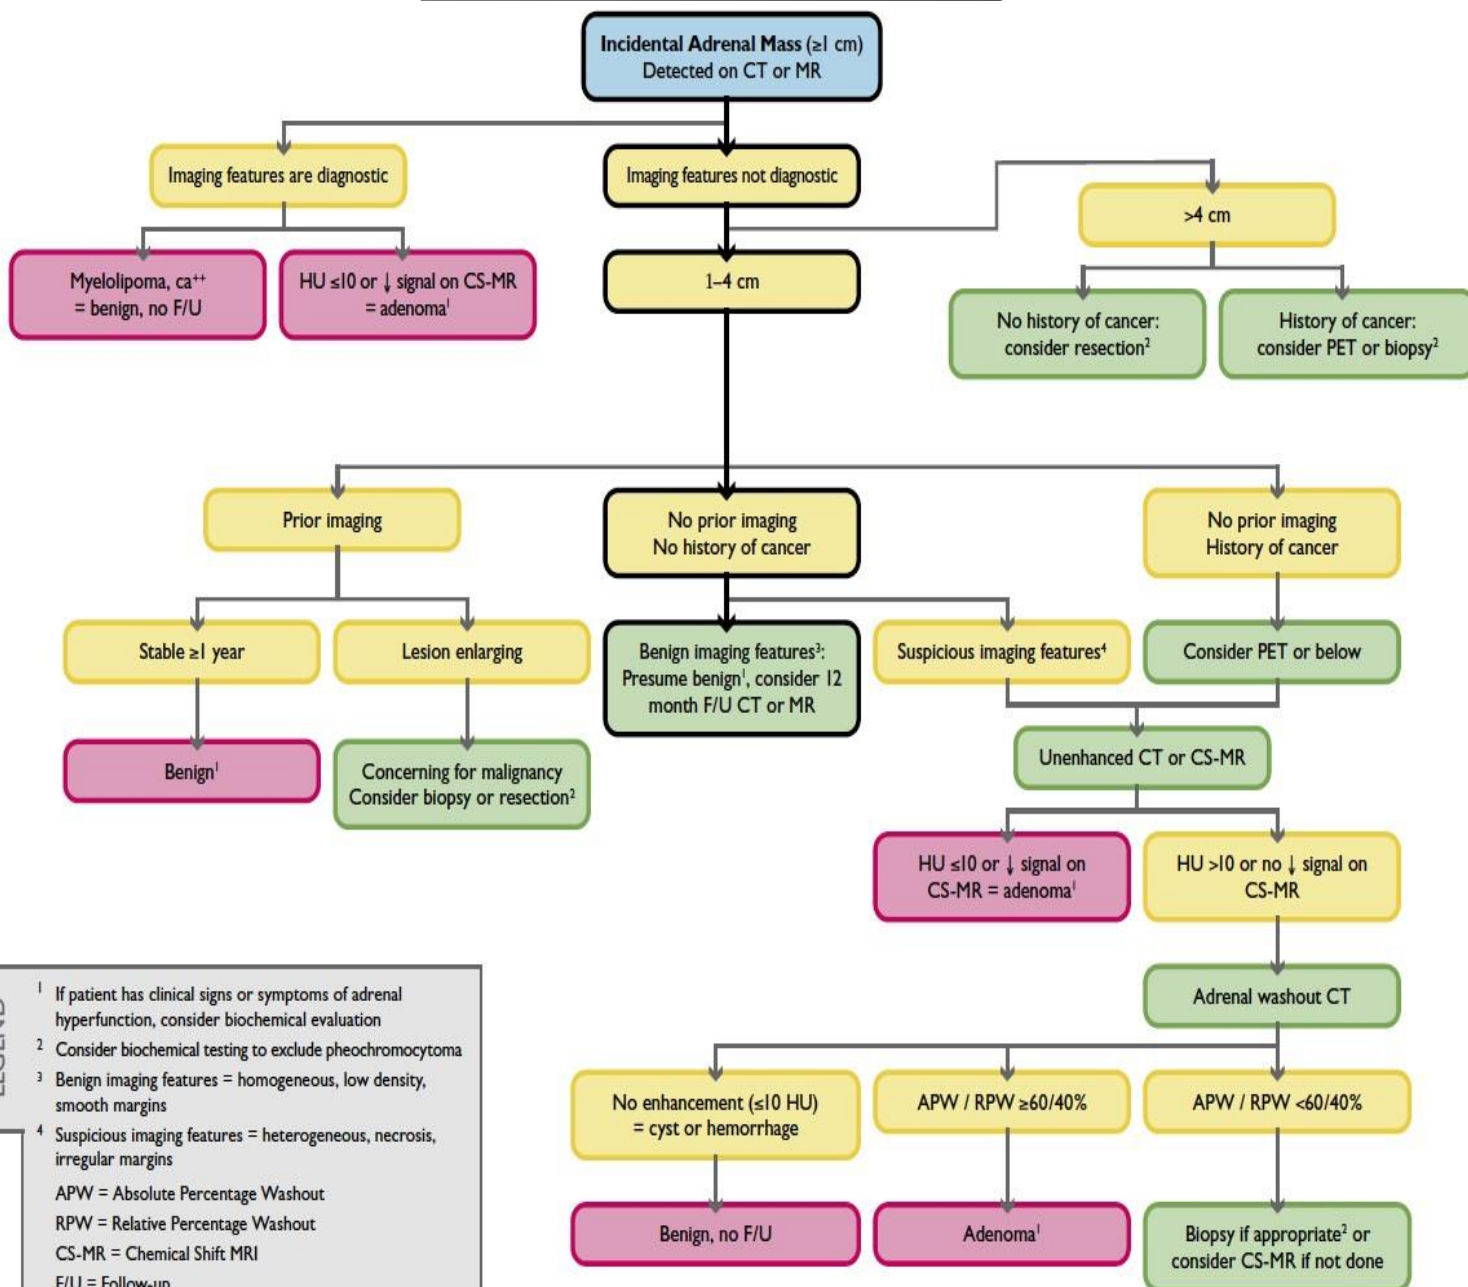 Incidental Adrenal Mass (≥1 cm)
Detected on CT or MR
Imaging features are diagnostic
Imaging features not diagnostic
>4 cm
Myelolipoma, ca⁺⁺
= benign, no F/U
HU ≤10 or ↓ signal on CS-MR
= adenoma¹
1–4 cm
No history of cancer:
consider resection²
History of cancer:
consider PET or biopsy²
Prior imaging
No prior imaging
No history of cancer
No prior imaging
History of cancer
Stable ≥1 year
Lesion enlarging
Benign imaging features³:
Presume benign¹, consider 12
month F/U CT or MR
Suspicious imaging features⁴
Consider PET or below
Benign¹
Concerning for malignancy
Consider biopsy or resection²
Unenhanced CT or CS-MR
HU ≤10 or ↓ signal on
CS-MR = adenoma¹
HU >10 or no ↓ signal on
CS-MR
Adrenal washout CT
No enhancement (≤10 HU)
= cyst or hemorrhage
APW / RPW ≥60/40%
APW / RPW <60/40%
Benign, no F/U
Adenoma¹
Biopsy if appropriate² or
consider CS-MR if not done
LEGEND
¹ If patient has clinical signs or symptoms of adrenal
hyperfunction, consider biochemical evaluation
² Consider biochemical testing to exclude pheochromocytoma
³ Benign imaging features = homogeneous, low density,
smooth margins
⁴ Suspicious imaging features = heterogeneous, necrosis,
irregular margins
APW = Absolute Percentage Washout
RPW = Relative Percentage Washout
CS-MR = Chemical Shift MRI
F/U = Follow-up